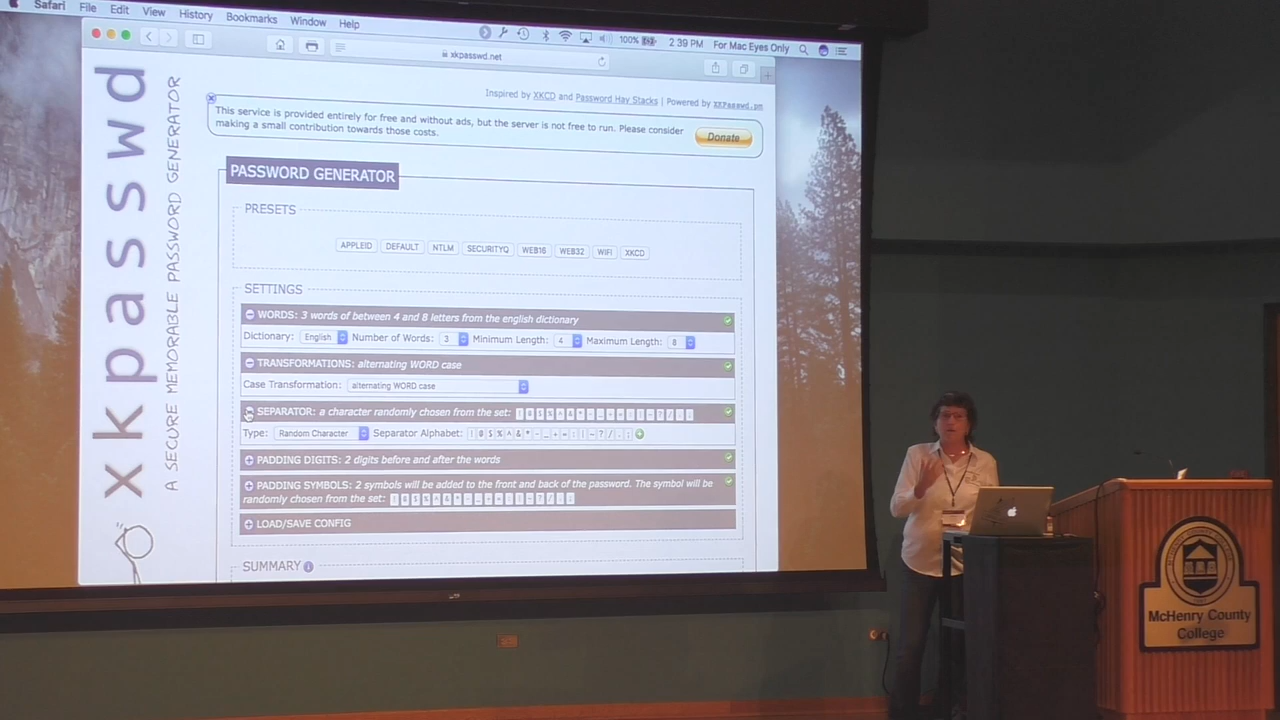 Safari File Edit View History Bookmarks Window Help 100% 2:39 PM For Mac Eyes Only
xkpasswd.net
xkpasswd
A SECURE MEMORABLE PASSWORD GENERATOR
Inspired by XKCD and Password Hay Stacks | Powered by XKPasswd.pm
This service is provided entirely for free and without ads, but the server is not free to run. Please consider
making a small contribution towards those costs.
Donate
PASSWORD GENERATOR
PRESETS
APPLEID DEFAULT NTLM SECURITYQ WEB16 WEB32 WIFI XKCD
SETTINGS
WORDS: 3 words of between 4 and 8 letters from the english dictionary
Dictionary: English Number of Words: 3 Minimum Length: 4 Maximum Length: 8
TRANSFORMATIONS: alternating WORD case
Case Transformation: alternating WORD case
SEPARATOR: a character randomly chosen from the set:
Type: Random Character Separator Alphabet: ! @ $ % ^ & * - _ + = : | ~ ? / . ;
PADDING DIGITS: 2 digits before and after the words
PADDING SYMBOLS: 2 symbols will be added to the front and back of the password. The symbol will be
randomly chosen from the set:
LOAD/SAVE CONFIG
SUMMARY
McHenry County
College